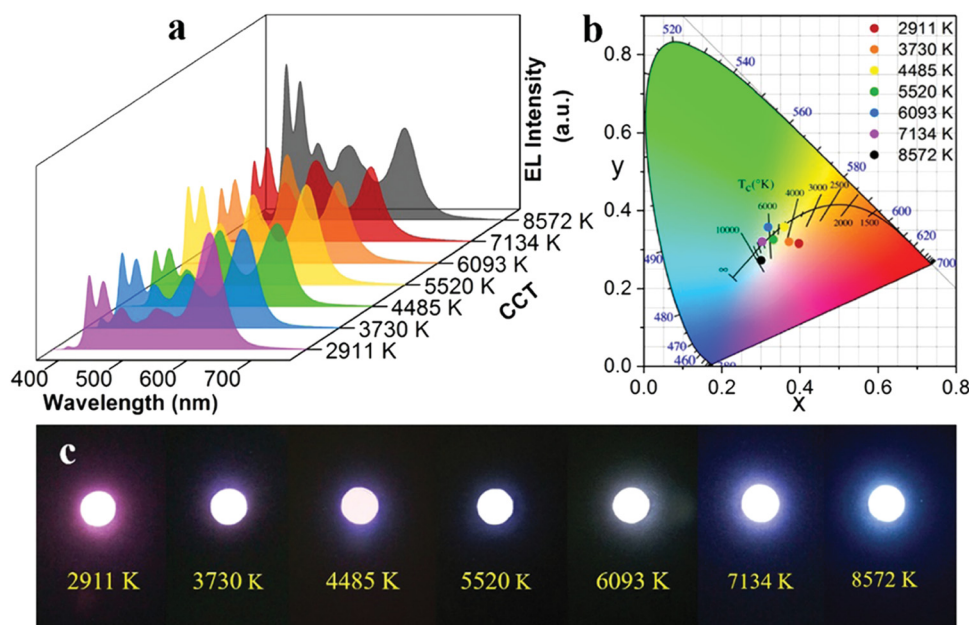 a
EL Intensity
(a.u.)
8572 K
7134 K
6093 K
5520 K
4485 K
3730 K
2911 K
CCT
400
500
600
700
Wavelength (nm)
b
0.8
0.6
0.4
0.2
0.0
y
0.0 0.2 0.4 0.6 0.8
x
520
540
560
580
600
620
700
490
480
470
460
2911 K
3730 K
4485 K
5520 K
6093 K
7134 K
8572 K
Tc(°K)
10000
6000
4000
3000
2500
2000
1500
∞
c
2911 K 3730 K 4485 K 5520 K 6093 K 7134 K 8572 K